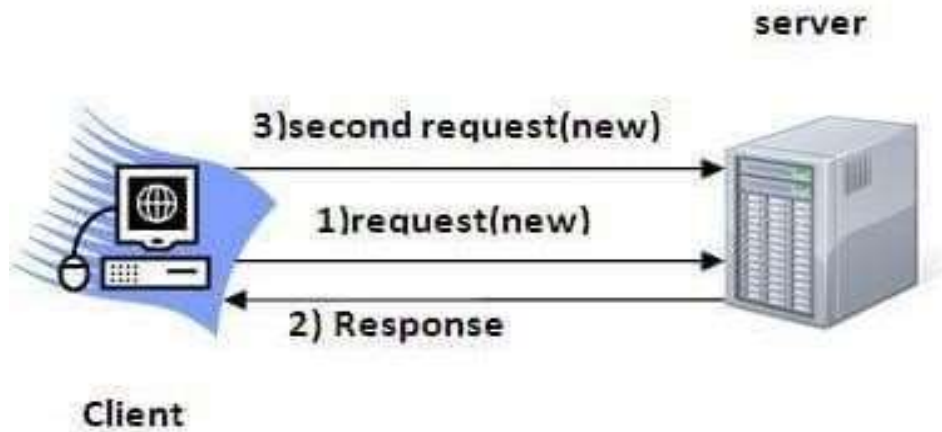 server
3)second request(new)
1)request(new)
2) Response
Client